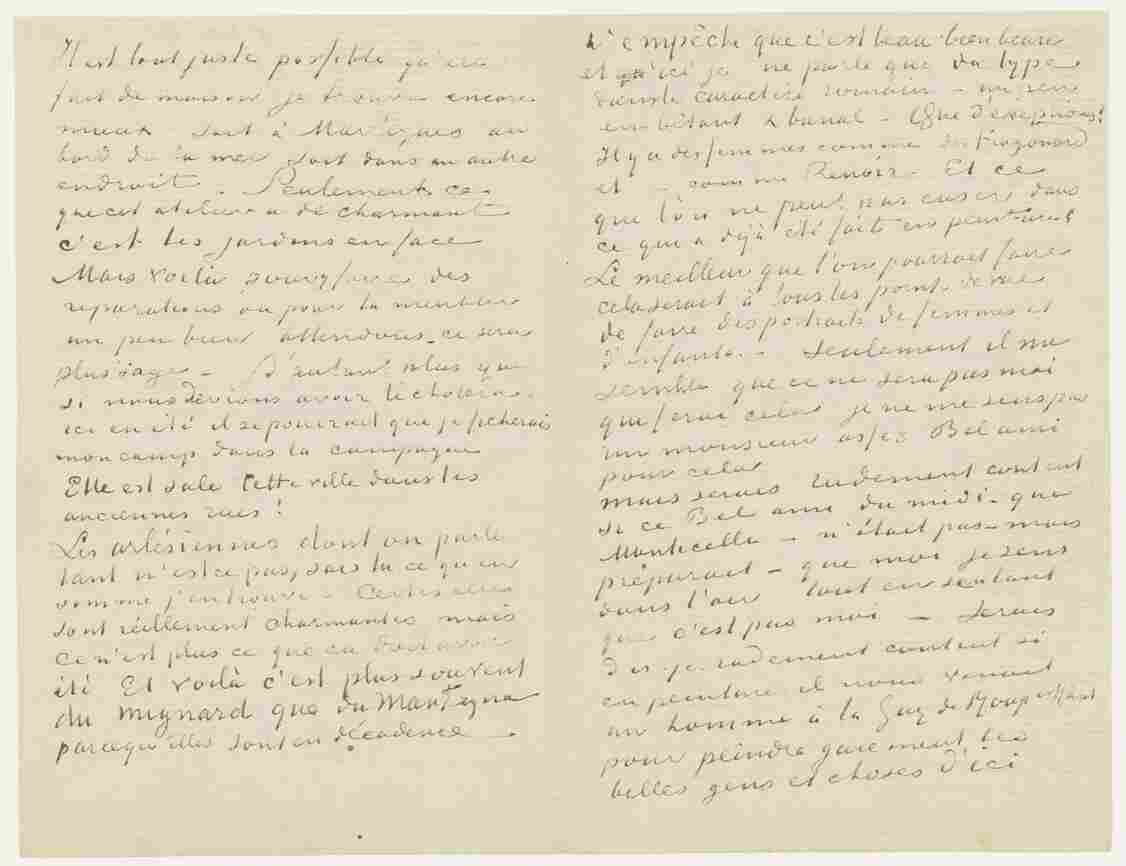 Il est tout juste possible qu'en
fait de maison je trouve encore
mieux soit à Martigues au
bord de la mer soit dans un autre
endroit. Seulement ce
que cet atelier a de charmant
c'est les jardins en face
Mais voilà pour y faire des
réparations ou pour la meubler
un peu bien attendons, ce sera
plus sage – D'autant plus que
si nous devions avoir le choléra
ici en été il se pourrait que je ficherais
mon camp dans la campagne
Elle est sale cette ville dans les
anciennes rues!
Les arlésiennes dont on parle
tant n'est ce pas, sais tu ce qu'en
somme j'en trouve – Certes elles
sont réellement charmantes mais
ce n'est plus ce que ça doit avoir
été Et voilà c'est plus souvent
du mignard que du Mantegna
parcequ'elles sont en décadence.
N'empêche que c'est beau bien beau
et qu'ici je ne parle que du type
dans le caractère romain – un peu
embêtant & banal – Que d'exceptions!
Il y a des femmes comme du Fragonard
et – comme Renoir. Et ce
que l'on ne peut pas caser dans
ce qui a déjà été fait en peinture!
Le meilleur que l'on pourrait faire
cela serait à tous les points de vue
de faire des portraits de femmes et
d'enfants. – Seulement il me
semble que ce ne sera pas moi
qui ferai cela je ne me sens pas
un monsieur assez Bel ami
pour cela
mais serais rudement content
si ce Bel ami du midi que
Monticelli – n'était pas – mais
préparait – que moi je sens
dans l'air tout en sentant
que c'est pas moi – Serais
dis-je rudement content si
en peinture il nous venait
un homme à la Guy de Maupassant
pour peindre gaiement les
belles gens et choses d'ici